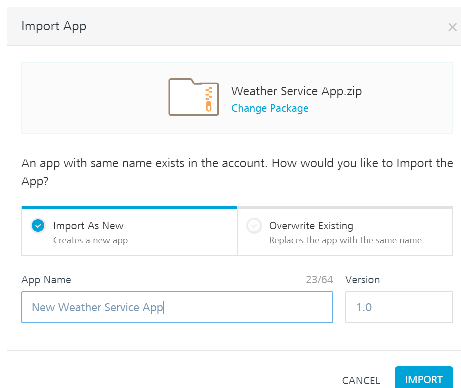 Import App
Weather Service App.zip
Change Package
An app with same name exists in the account. How would you like to Import the
App?
Import As New
Creates a new app
Overwrite Existing
Replaces the app with the same name
App Name
23/64
Version
New Weather Service App
1.0
CANCEL
IMPORT